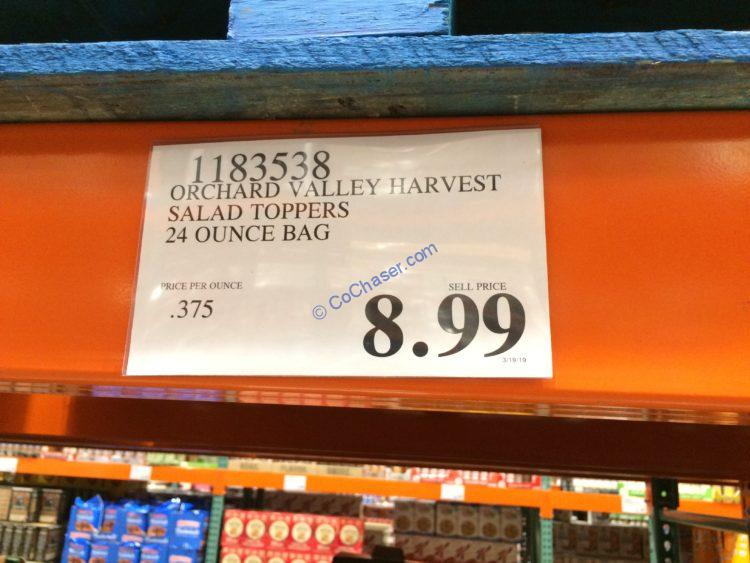 1183538
ORCHARD VALLEY HARVEST
SALAD TOPPERS
24 OUNCE BAG
PRICE PER OUNCE
.375
© CoChaser.com
SELL PRICE
8.99
3/19/19